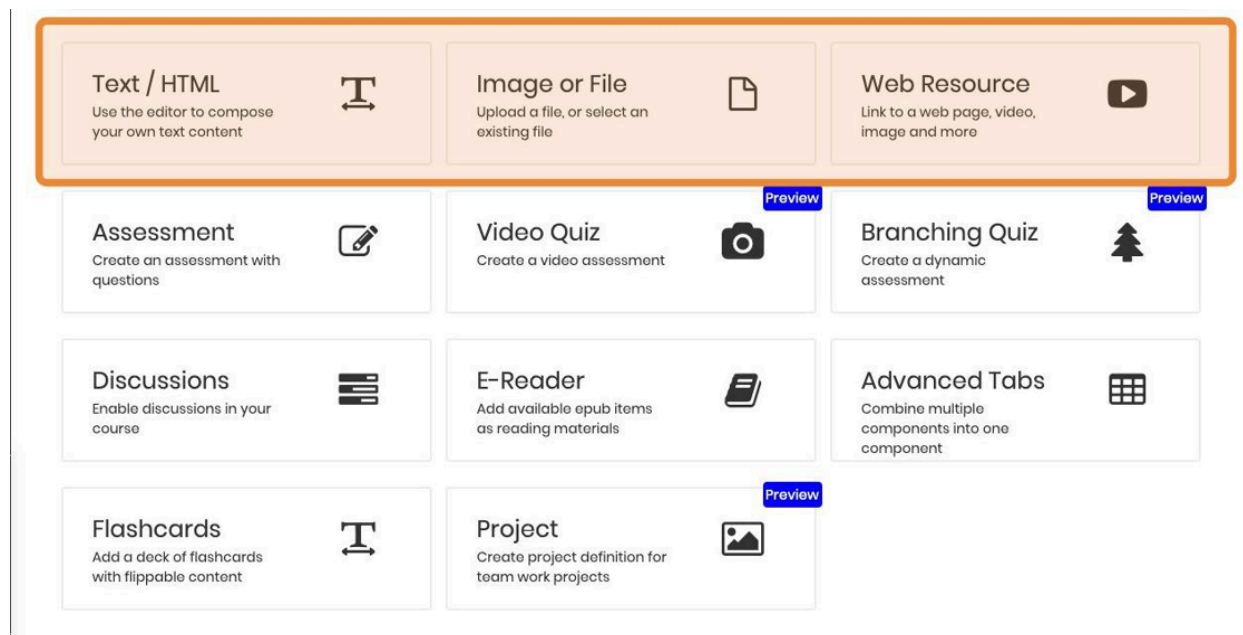 Text / HTML
Use the editor to compose
your own text content
Image or File
Upload a file, or select an
existing file
Web Resource
Link to a web page, video,
image and more
Assessment
Create an assessment with
questions
Preview
Video Quiz
Create a video assessment
Preview
Branching Quiz
Create a dynamic
assessment
Discussions
Enable discussions in your
course
E-Reader
Add available epub items
as reading materials
Advanced Tabs
Combine multiple
components into one
component
Flashcards
Add a deck of flashcards
with flippable content
Preview
Project
Create project definition for
team work projects